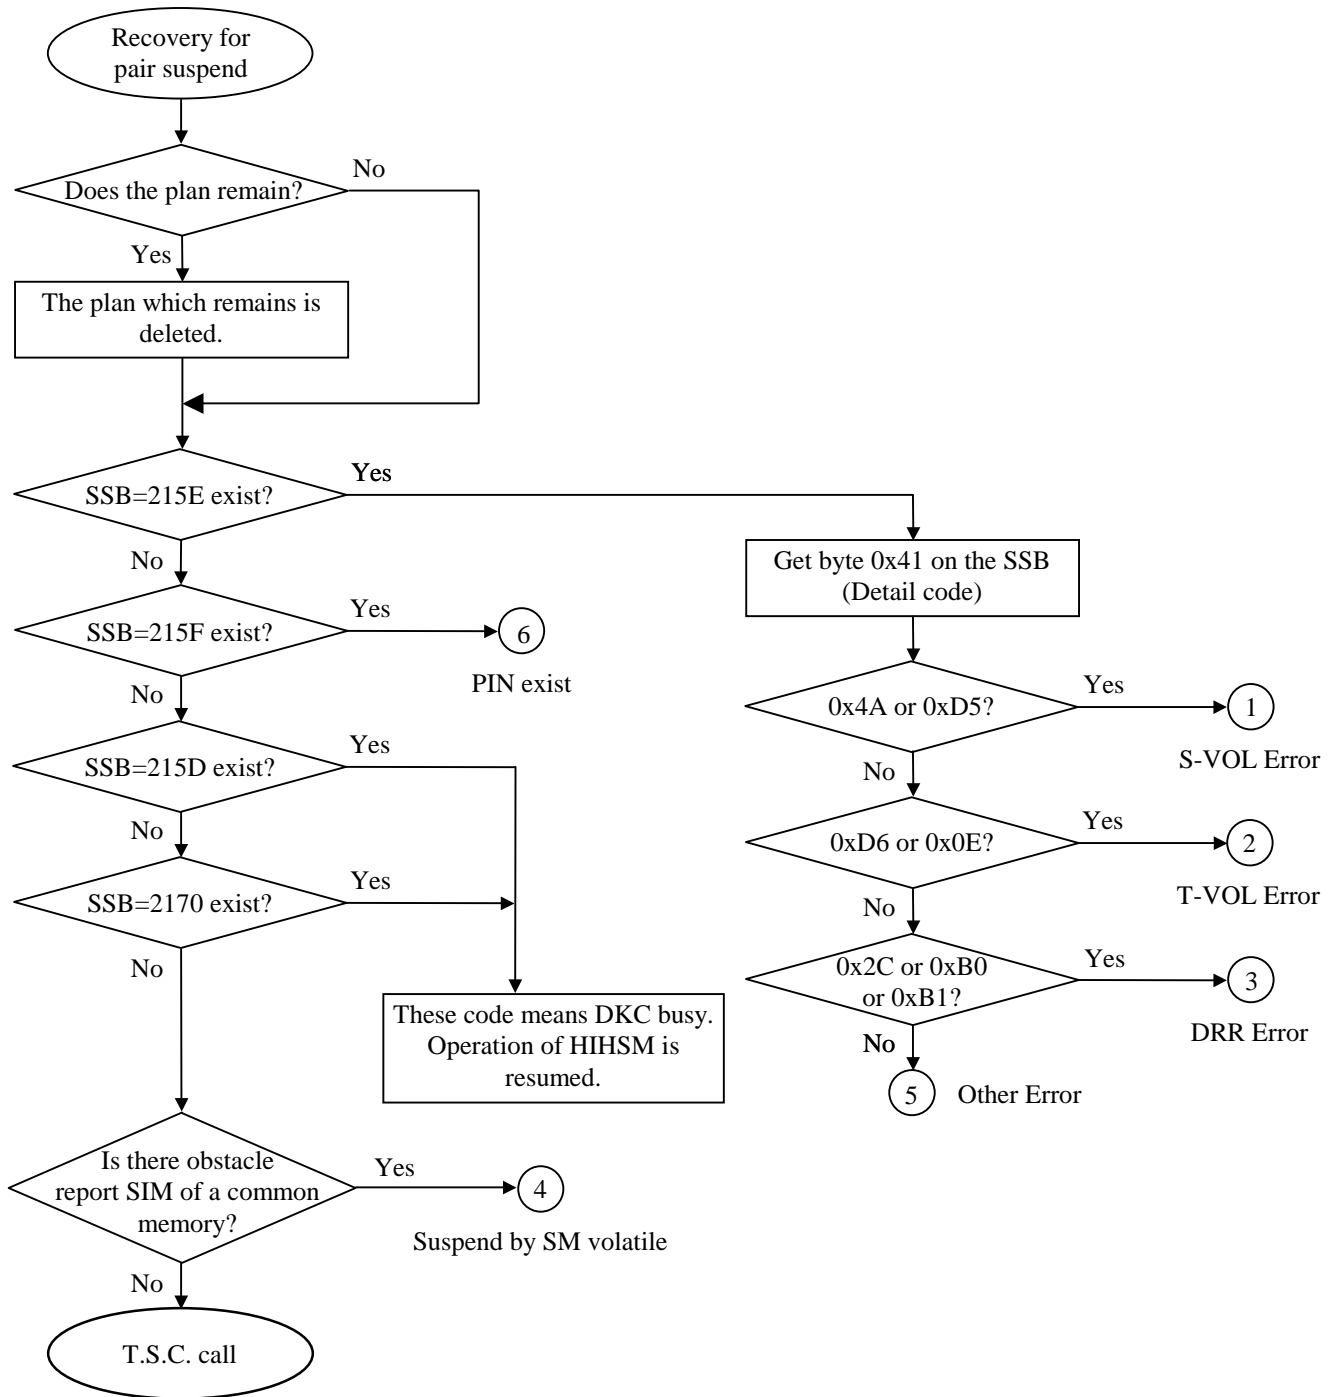 Recovery for
pair suspend
Does the plan remain?
No
Yes
The plan which remains is
deleted.
SSB=215E exist?
Yes
No
Get byte 0x41 on the SSB
(Detail code)
SSB=215F exist?
Yes
6
PIN exist
No
0x4A or 0xD5?
Yes
1
S-VOL Error
No
SSB=215D exist?
Yes
No
0xD6 or 0x0E?
Yes
2
T-VOL Error
No
SSB=2170 exist?
Yes
No
0x2C or 0xB0
or 0xB1?
Yes
3
DRR Error
No
5
Other Error
These code means DKC busy.
Operation of HIHSM is
resumed.
Is there obstacle
report SIM of a common
memory?
Yes
4
Suspend by SM volatile
No
T.S.C. call